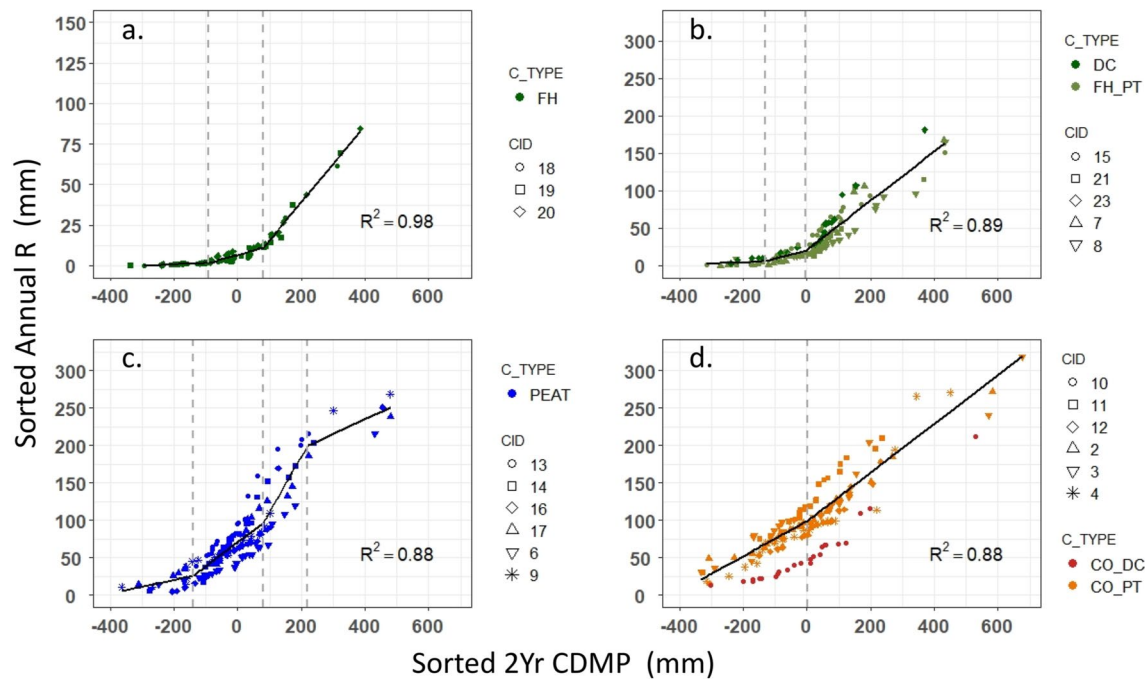 Sorted Annual R (mm)
a.
150
125
100
75
50
25
0
R² = 0.98
-400 -200 0 200 400 600
C_TYPE
FH
CID
18
19
20
b.
300
250
200
150
100
50
0
R² = 0.89
-400 -200 0 200 400 600
C_TYPE
DC
FH_PT
CID
15
21
23
7
8
c.
300
250
200
150
100
50
0
R² = 0.88
-400 -200 0 200 400 600
C_TYPE
PEAT
CID
13
14
16
17
6
9
d.
300
250
200
150
100
50
0
R² = 0.88
-400 -200 0 200 400 600
CID
10
11
12
2
3
4
C_TYPE
CO_DC
CO_PT
Sorted 2Yr CDMP (mm)